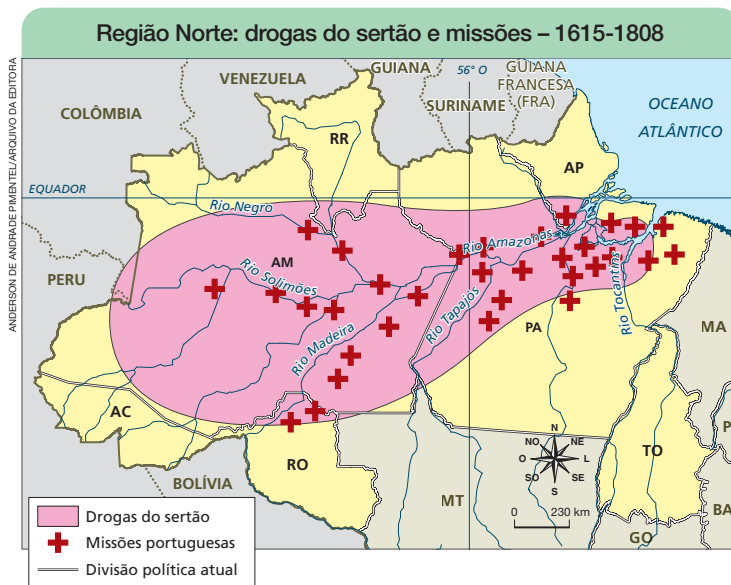 Região Norte: drogas do sertão e missões – 1615-1808
ANDERSON DE ANDRADE PIMENTEL/ARQUIVO DA EDITORA
VENEZUELA
GUIANA
56° O
GUIANA
FRANCESA
(FRA)
SURINAME
COLÔMBIA
OCEANO
ATLÂNTICO
RR
AP
EQUADOR
Rio Negro
Rio Amazonas
PERU
AM
Rio Solimões
Rio Tapajós
Rio Tocantins
Rio Madeira
PA
MA
AC
RO
BOLÍVIA
MT
TO
P
BA
GO
N
NO
NE
O
L
SO
SE
S
0 230 km
Drogas do sertão
Missões portuguesas
Divisão política atual